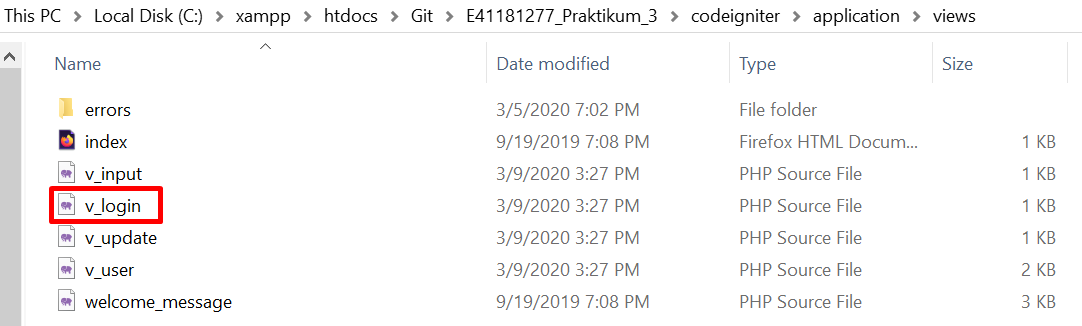 This PC > Local Disk (C:) > xampp > htdocs > Git > E41181277_Praktikum_3 > codeigniter > application > views
Name Date modified Type Size
errors 3/5/2020 7:02 PM File folder
index 9/19/2019 7:08 PM Firefox HTML Docum... 1 KB
v_input 3/9/2020 3:27 PM PHP Source File 1 KB
v_login 3/9/2020 3:27 PM PHP Source File 1 KB
v_update 3/9/2020 3:27 PM PHP Source File 1 KB
v_user 3/9/2020 3:27 PM PHP Source File 2 KB
welcome_message 9/19/2019 7:08 PM PHP Source File 3 KB